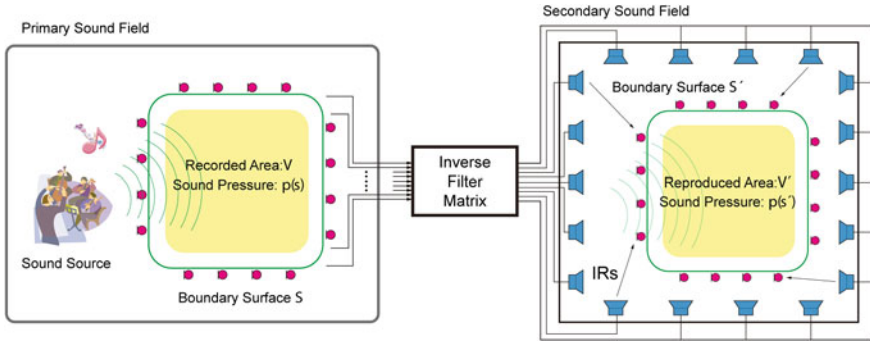 Primary Sound Field
Recorded Area:V
Sound Pressure: p(s)
Sound Source
Boundary Surface S
Inverse
Filter
Matrix
Secondary Sound Field
Boundary Surface S´
Reproduced Area:V´
Sound Pressure: p(s´)
IRs